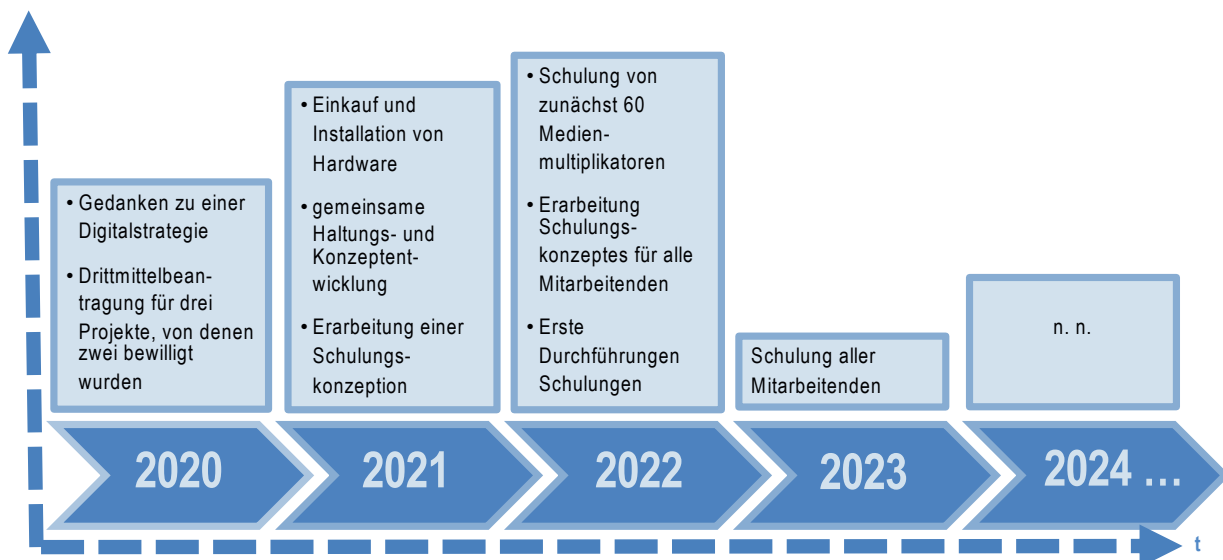 • Gedanken zu einer
Digitalstrategie
• Drittmittelbean-
tragung für drei
Projekte, von denen
zwei bewilligt
wurden
• Einkauf und
Installation von
Hardware
• gemeinsame
Haltungs- und
Konzeptent-
wicklung
• Erarbeitung einer
Schulungs-
konzeption
• Schulung von
zunächst 60
Medien-
multiplikatoren
• Erarbeitung
Schulungs-
konzeptes für alle
Mitarbeitenden
• Erste
Durchführungen
Schulungen
Schulung aller
Mitarbeitenden
n. n.
2020
2021
2022
2023
2024 ...
t